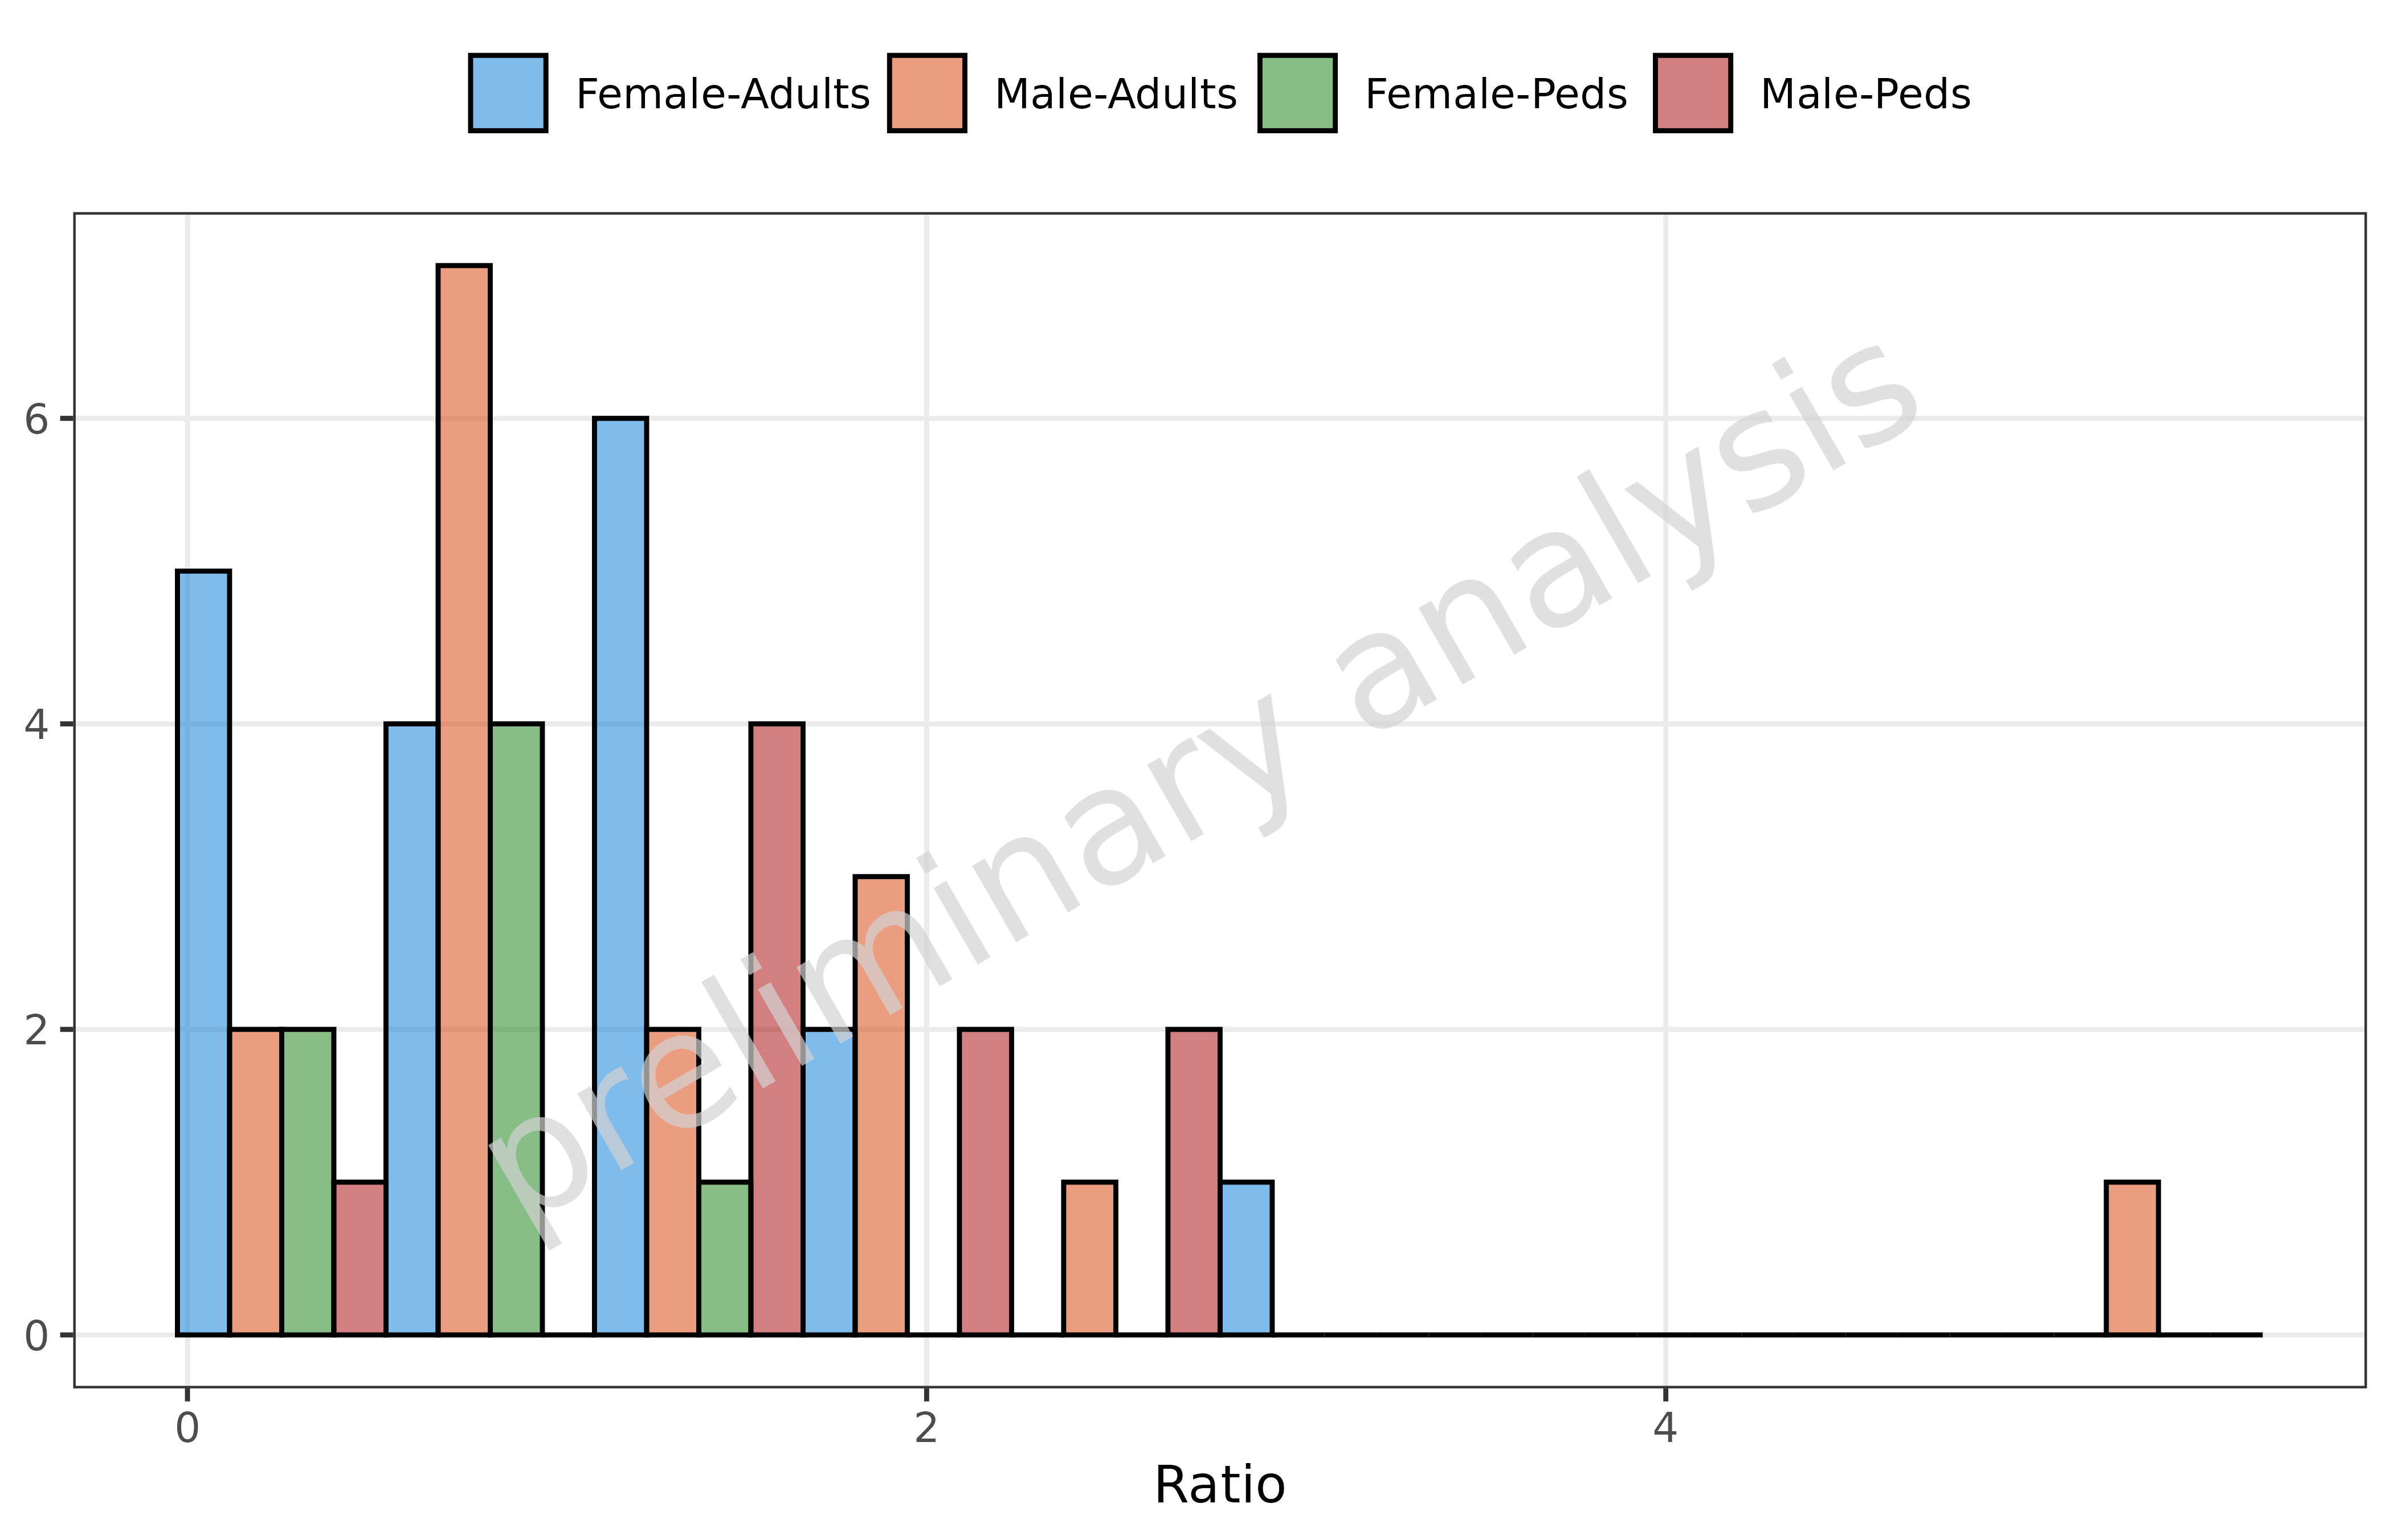 Female-Adults Male-Adults Female-Peds Male-Peds
6
4
2
0
preliminary analysis
0 2 4
Ratio